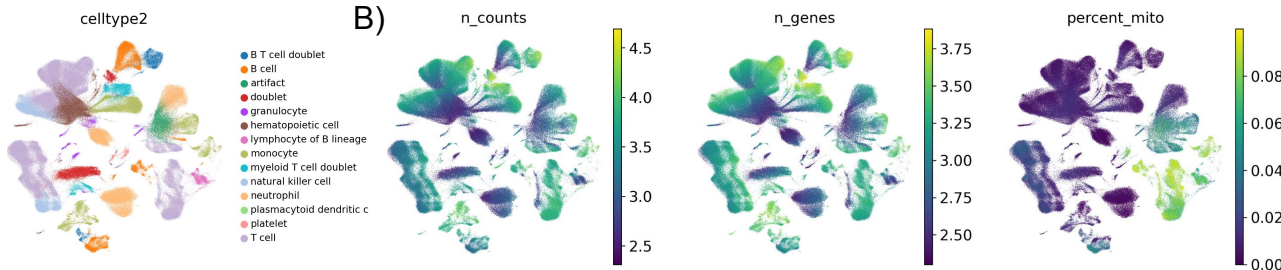 celltype2
B T cell doublet
B cell
artifact
doublet
granulocyte
hematopoietic cell
lymphocyte of B lineage
monocyte
myeloid T cell doublet
natural killer cell
neutrophil
plasmacytoid dendritic c
platelet
T cell
B)
n_counts
4.5
4.0
3.5
3.0
2.5
n_genes
3.75
3.50
3.25
3.00
2.75
2.50
percent_mito
0.08
0.06
0.04
0.02
0.00